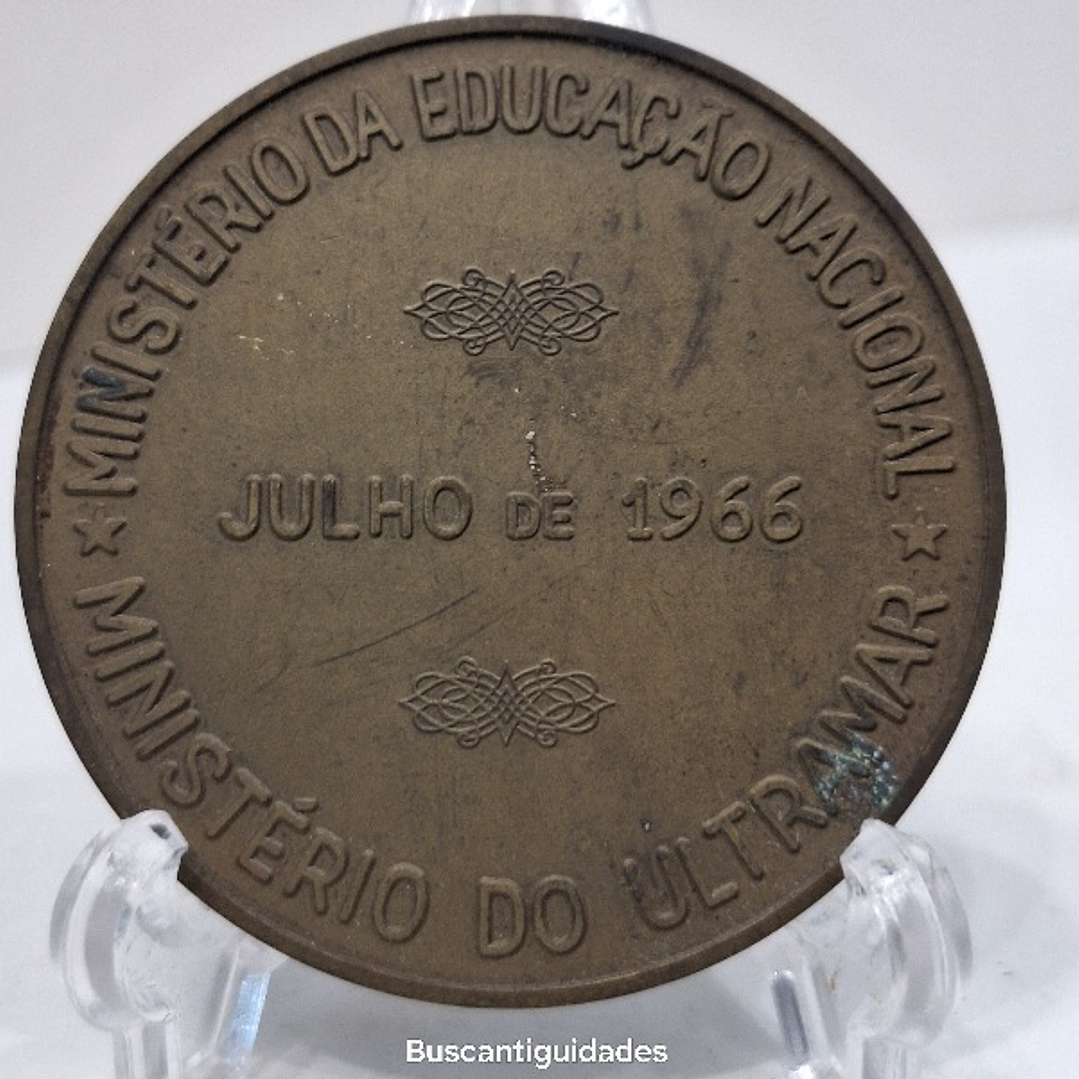 MINISTÉRIO DA EDUCAÇÃO NACIONAL
JULHO DE 1966
MINISTÉRIO DO ULTRAMAR
Buscantiguidades